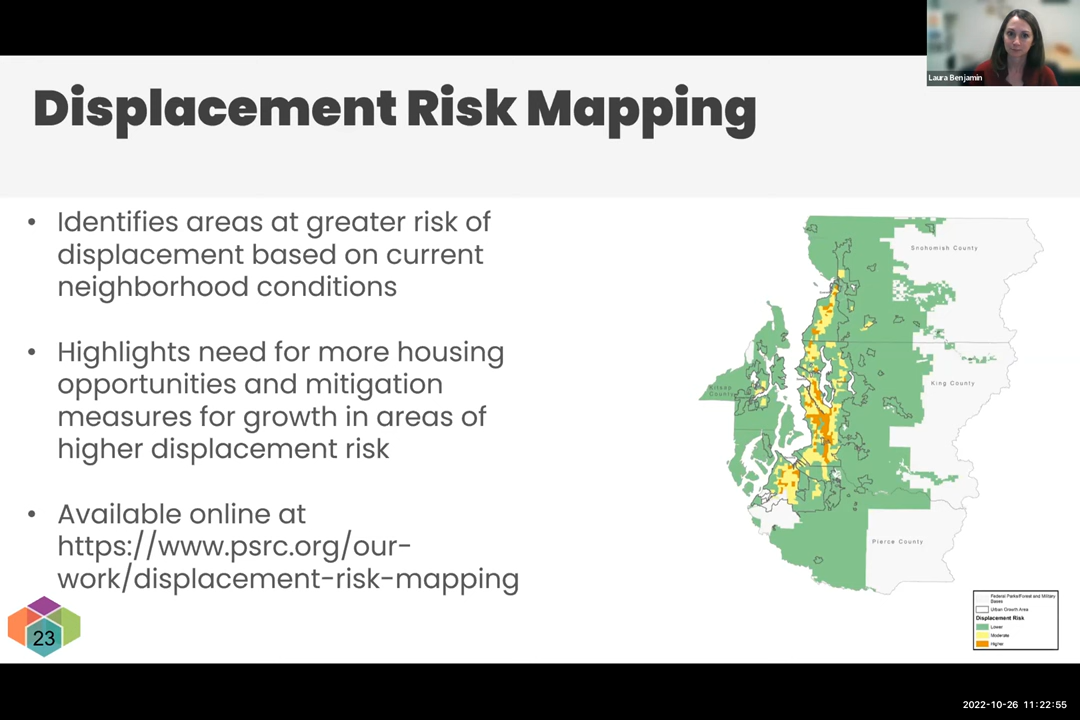 Laura Benjamin
Displacement Risk Mapping
• Identifies areas at greater risk of
displacement based on current
neighborhood conditions
• Highlights need for more housing
opportunities and mitigation
measures for growth in areas of
higher displacement risk
• Available online at
https://www.psrc.org/our-
work/displacement-risk-mapping
23
Snohomish County
King County
Kitsap
County
Pierce County
Federal Parks/Forest and Military
Bases
Urban Growth Area
Displacement Risk
Lower
Moderate
Higher
2022-10-26 11:22:55